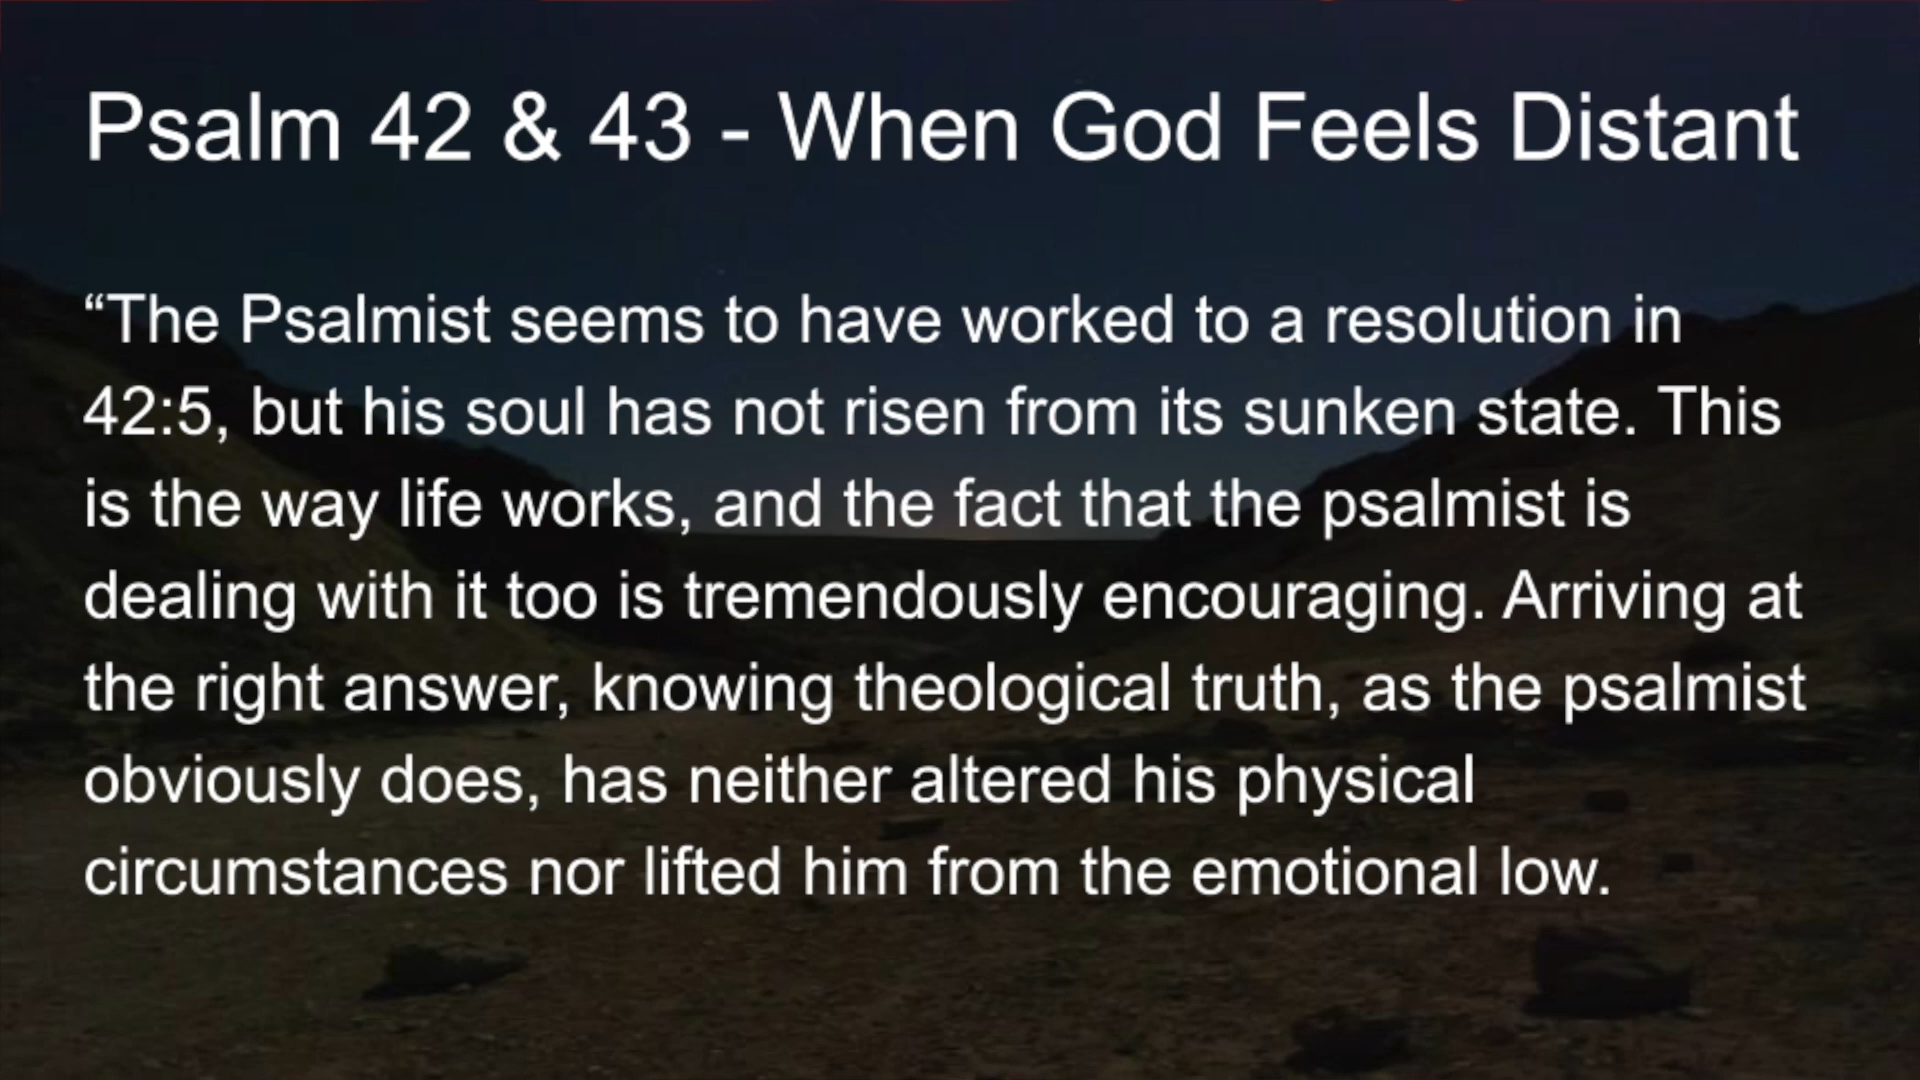 Psalm 42 & 43 - When God Feels Distant
“The Psalmist seems to have worked to a resolution in
42:5, but his soul has not risen from its sunken state. This
is the way life works, and the fact that the psalmist is
dealing with it too is tremendously encouraging. Arriving at
the right answer, knowing theological truth, as the psalmist
obviously does, has neither altered his physical
circumstances nor lifted him from the emotional low.